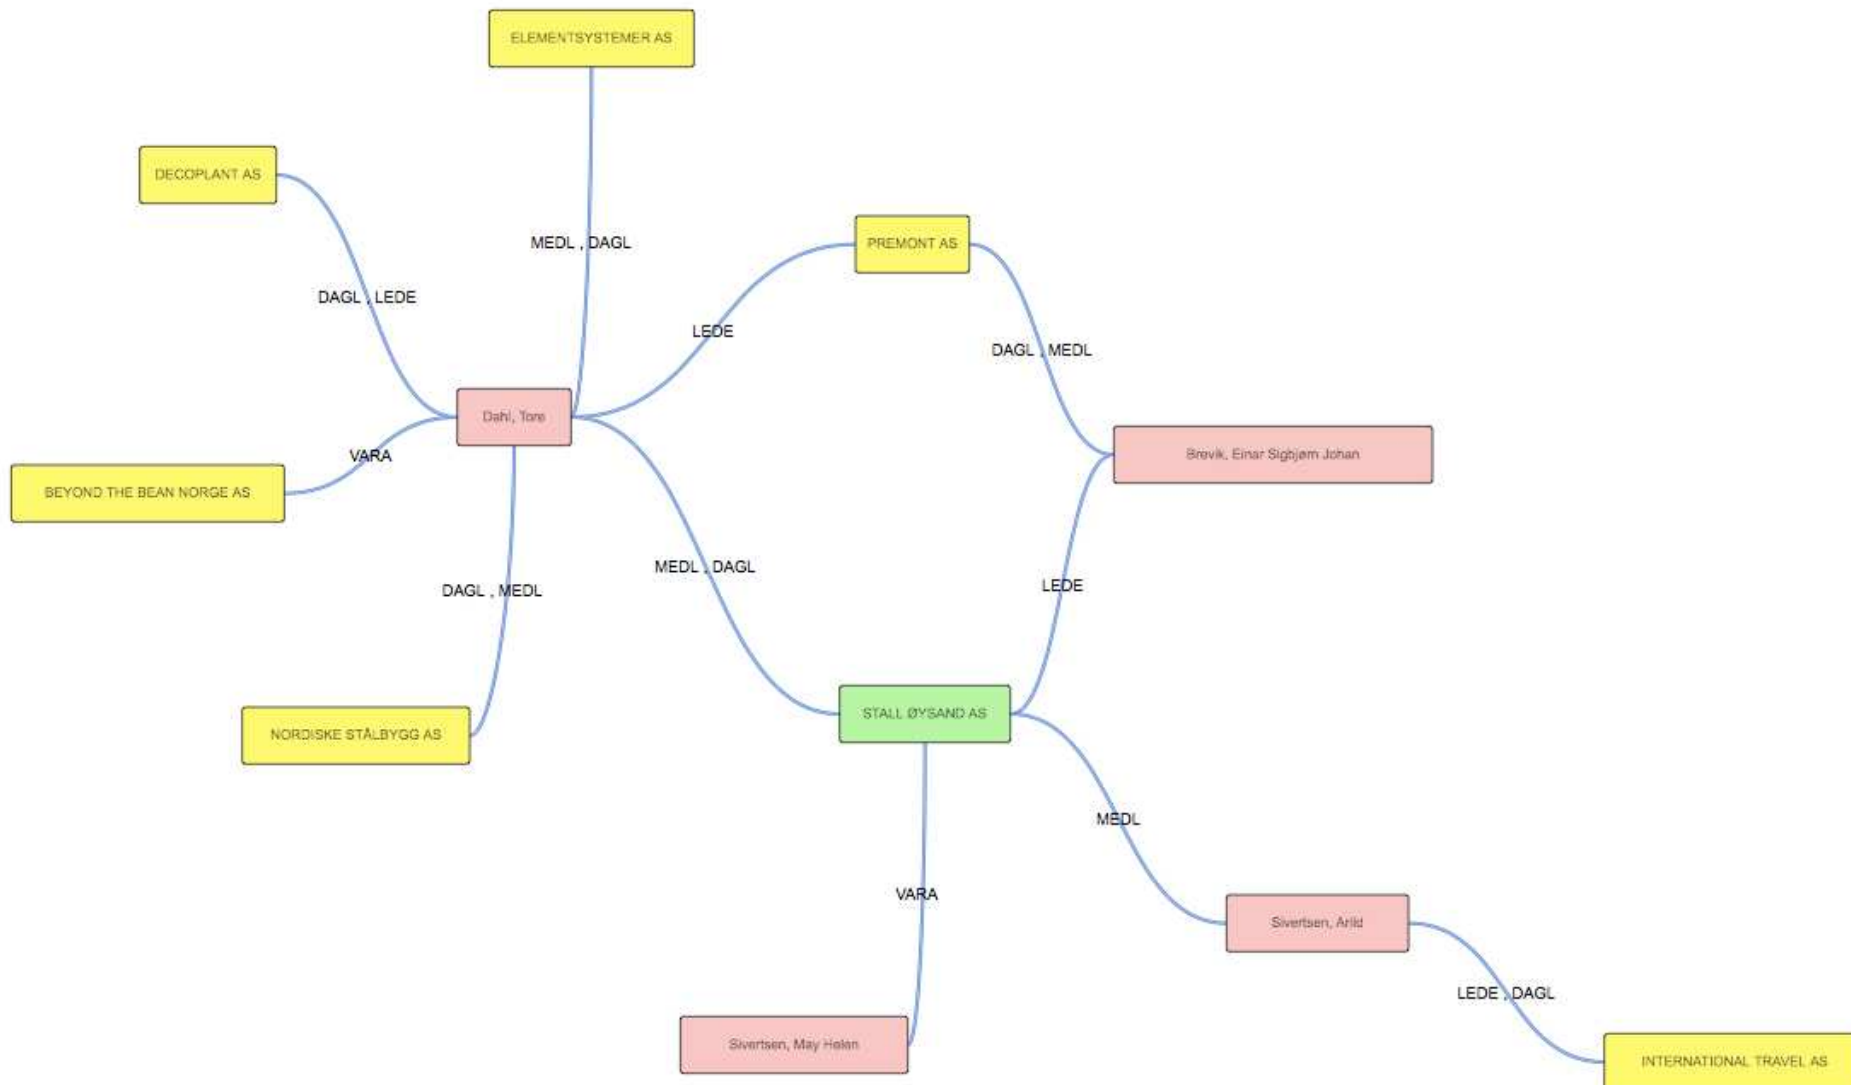 ELEMENTSYSTEMER AS
DECOPLANT AS
PREMONT AS
MEDL , DAGL
DAGL , LEDE
LEDE
DAGL , MEDL
Dahl, Tore
Brevik, Einar Sigbjørn Johan
VARA
BEYOND THE BEAN NORGE AS
MEDL , DAGL
LEDE
DAGL , MEDL
STALL ØYSAND AS
NORDISKE STÅLBYGG AS
MEDL
VARA
Sivertsen, Arild
LEDE , DAGL
Sivertsen, May Helen
INTERNATIONAL TRAVEL AS